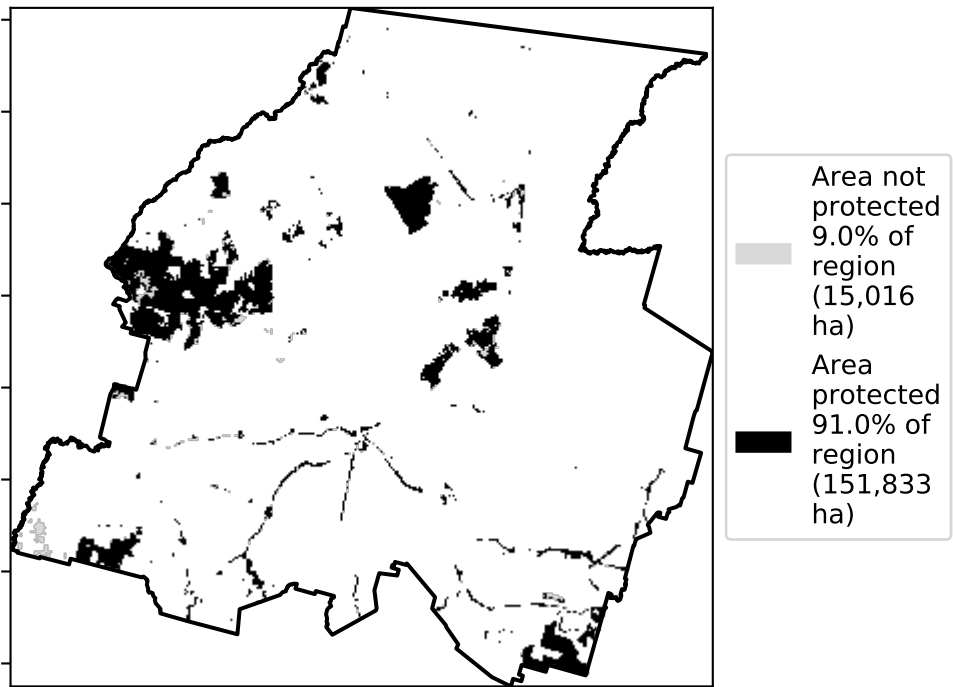 Area not
protected
9.0% of
region
(15,016
ha)
Area
protected
91.0% of
region
(151,833
ha)